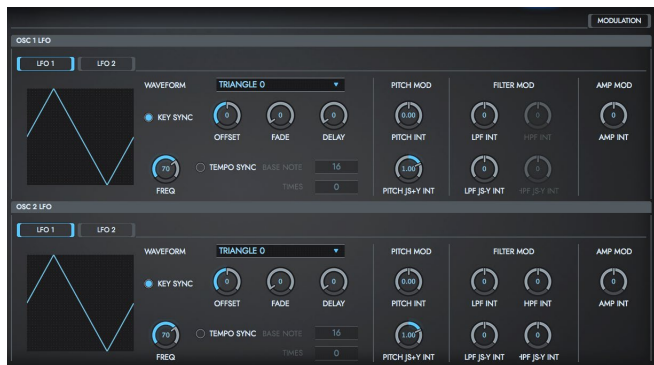 MODULATION
OSC 1 LFO
LFO 1 LFO 2
WAVEFORM TRIANGLE 0 PITCH MOD FILTER MOD AMP MOD
KEY SYNC 0 0 0 0.00 0 0 0
OFFSET FADE DELAY PITCH INT LPF INT HPF INT AMP INT
70 TEMPO SYNC BASE NOTE 16 1.00 0 0
TIMES 0
FREQ PITCH JS+Y INT LPF JS-Y INT HPF JS-Y INT
OSC 2 LFO
LFO 1 LFO 2
WAVEFORM TRIANGLE 0 PITCH MOD FILTER MOD AMP MOD
KEY SYNC 0 0 0 0.00 0 0 0
OFFSET FADE DELAY PITCH INT LPF INT HPF INT AMP INT
70 TEMPO SYNC BASE NOTE 16 1.00 0 0
TIMES 0
FREQ PITCH JS+Y INT LPF JS-Y INT HPF JS-Y INT